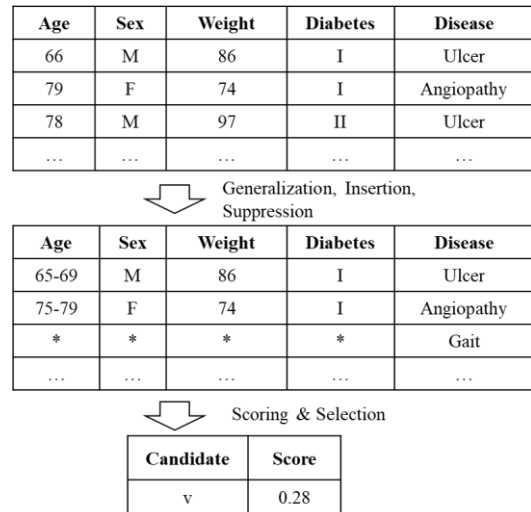 Age Sex Weight Diabetes Disease
66 M 86 I Ulcer
79 F 74 I Angiopathy
78 M 97 II Ulcer
… … … … …
Generalization, Insertion,
Suppression
Age Sex Weight Diabetes Disease
65-69 M 86 I Ulcer
75-79 F 74 I Angiopathy
* * * * Gait
… … … … …
Scoring & Selection
Candidate Score
v 0.28